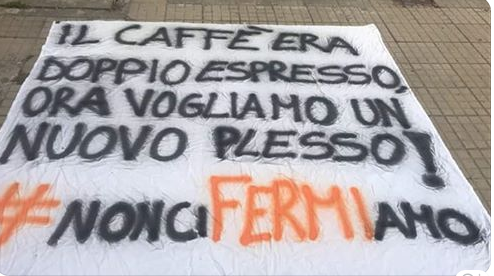 IL CAFFÈ ERA
DOPPIO ESPRESSO,
ORA VOGLIAMO UN
NUOVO PLESSO!
#NONCIFERMIAMO